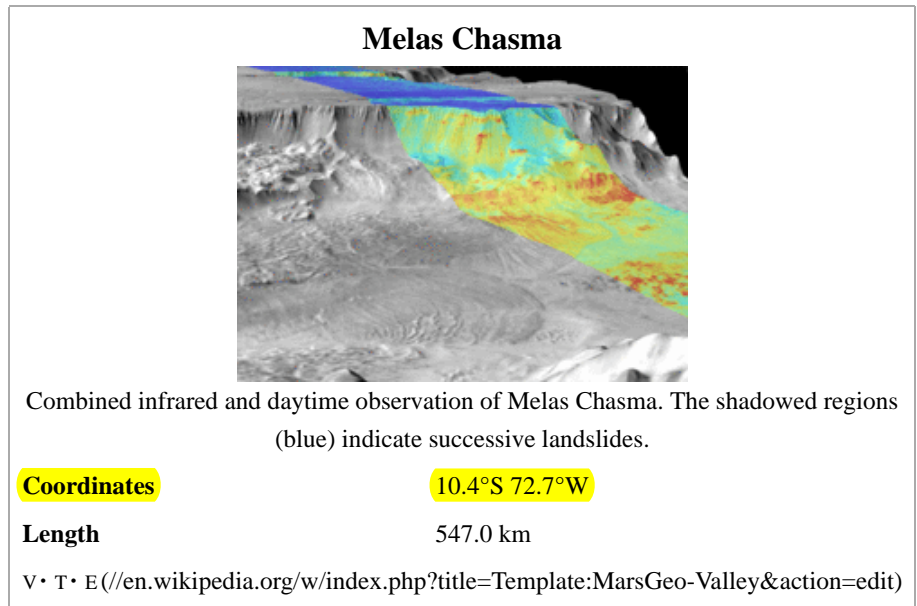 Melas Chasma
Combined infrared and daytime observation of Melas Chasma. The shadowed regions
(blue) indicate successive landslides.
Coordinates 10.4°S 72.7°W
Length 547.0 km
V · T · E (//en.wikipedia.org/w/index.php?title=Template:MarsGeo-Valley&action=edit)